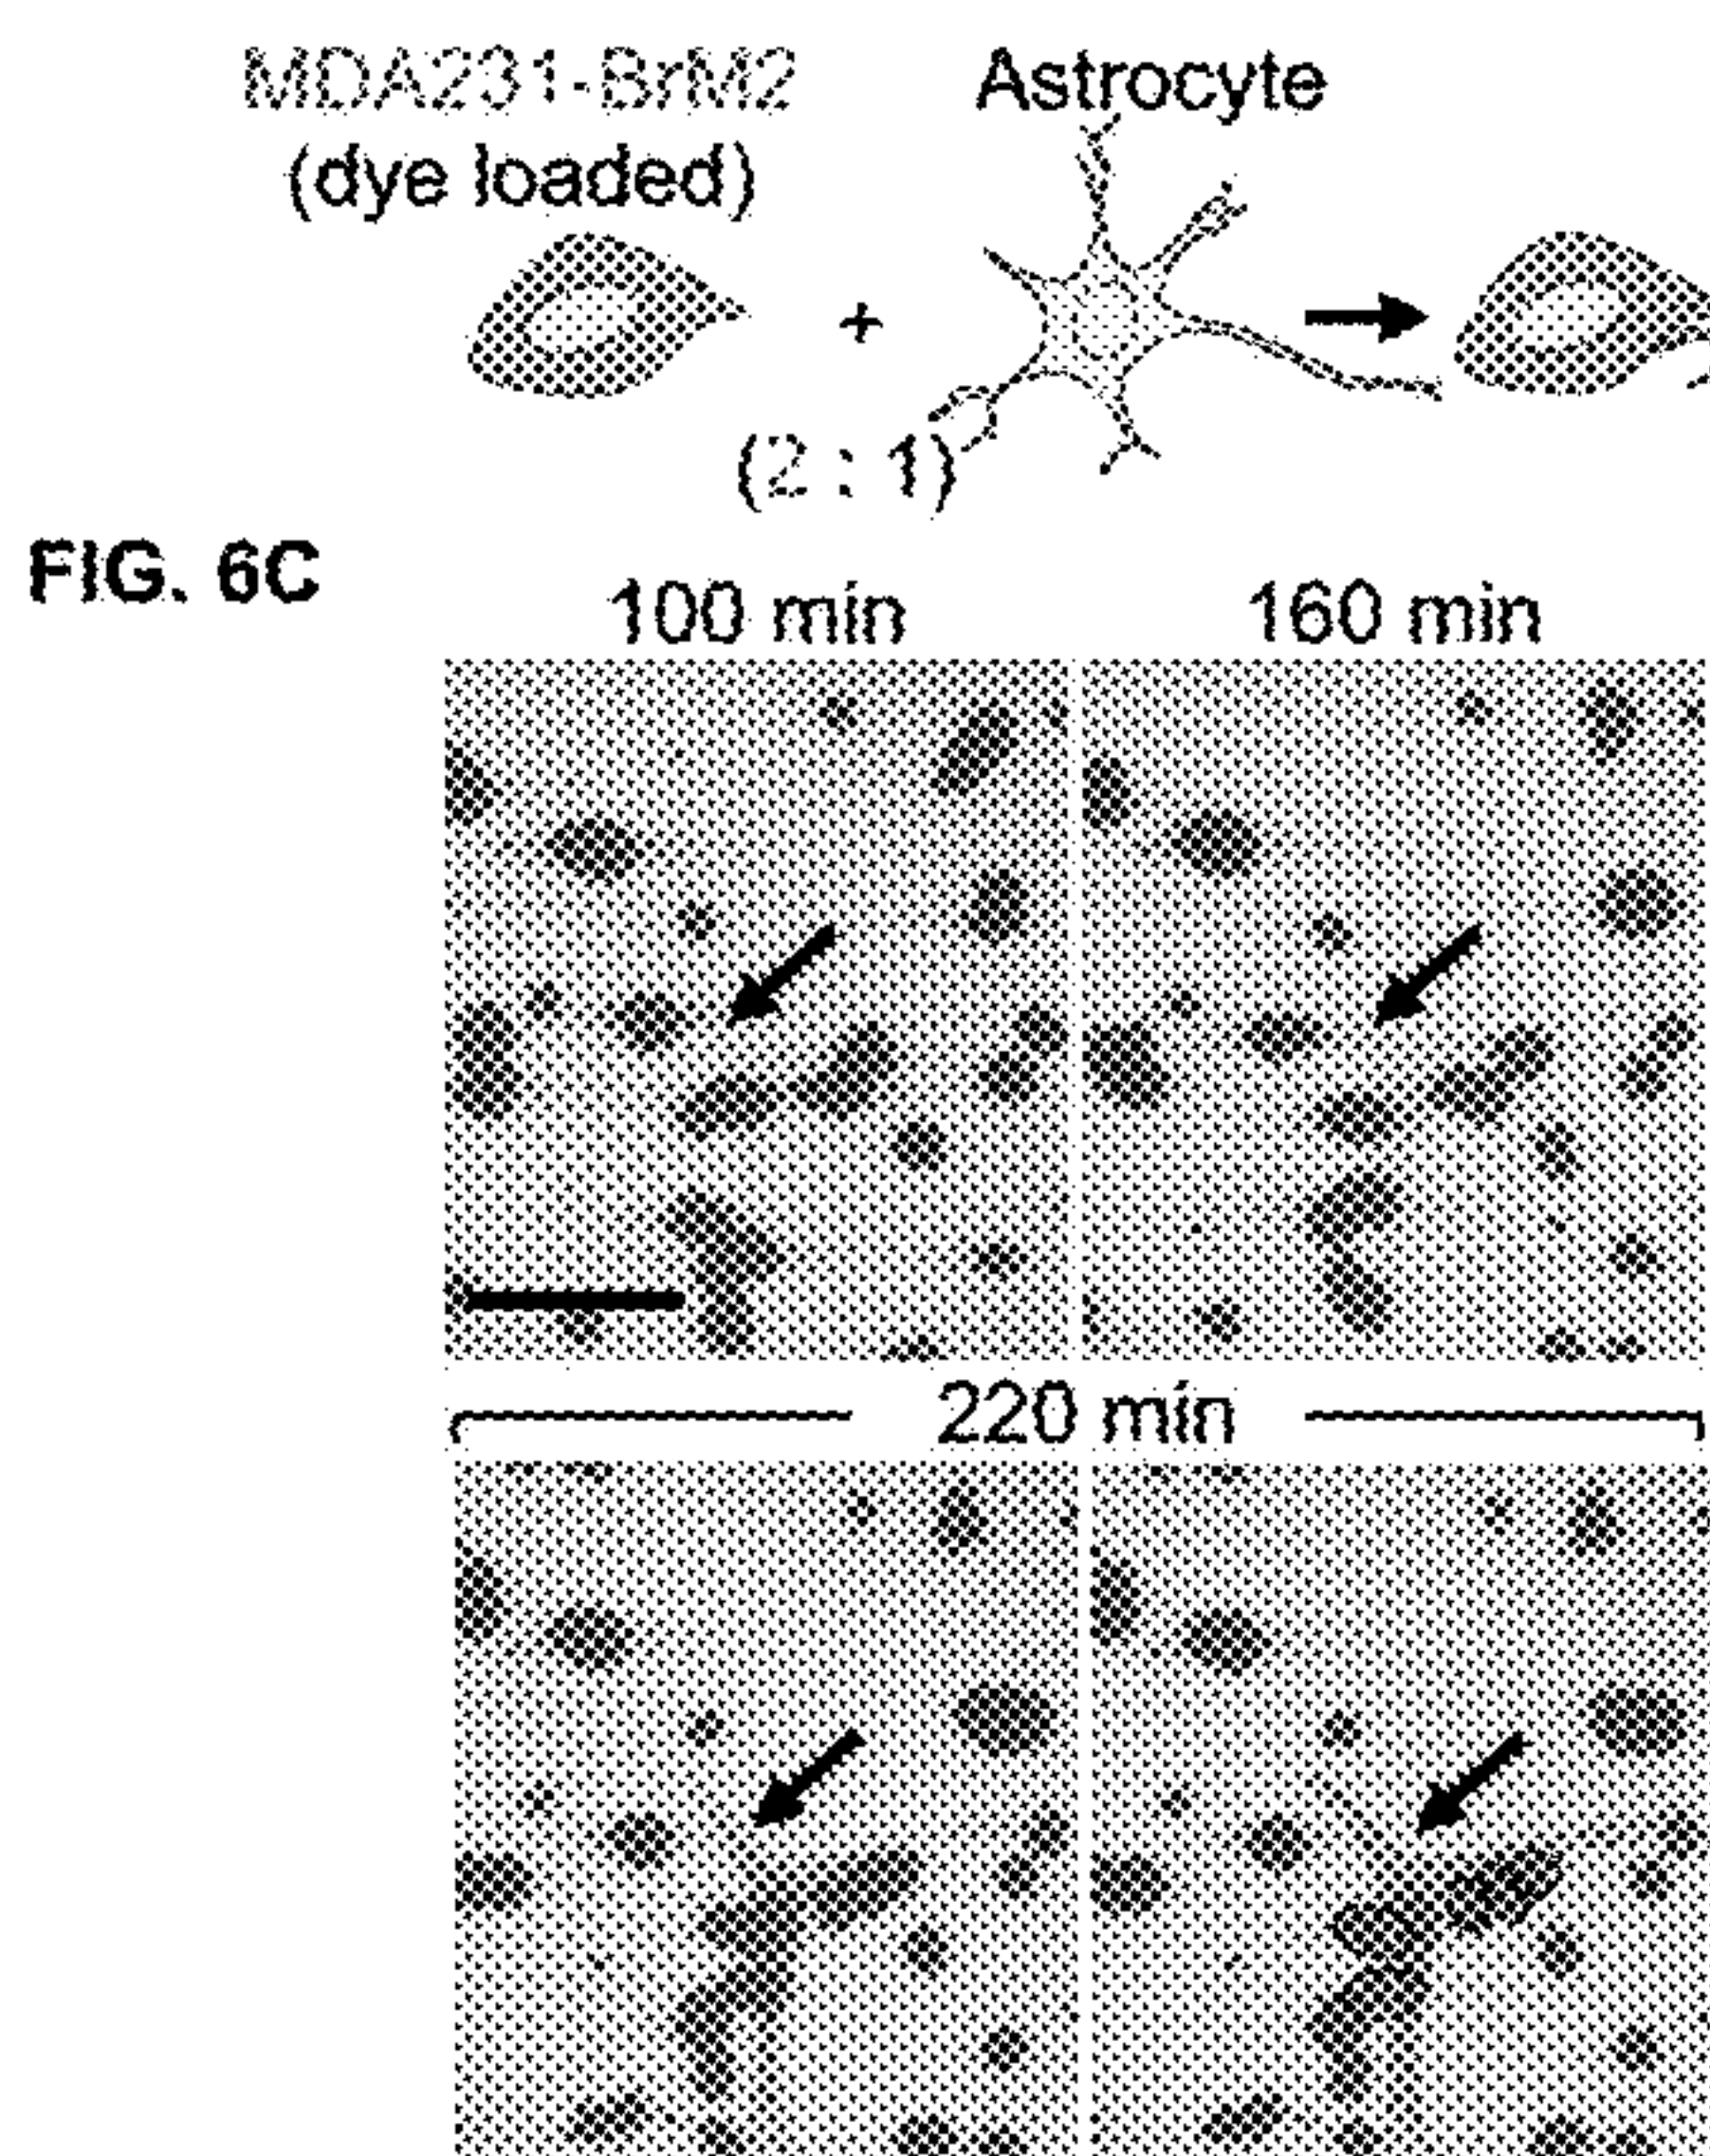 MDA231-BrM2 Astrocyte
(dye loaded)
+
(2 : 1)
FIG. 6C
100 min 160 min
220 min